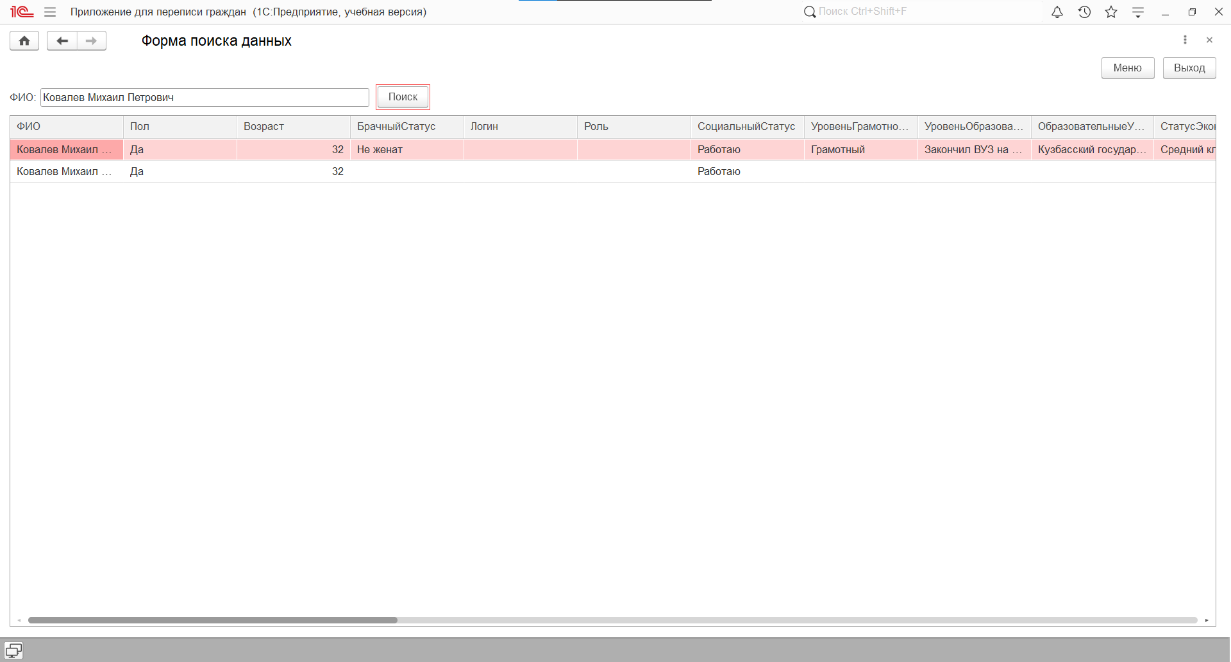 1С Приложение для переписи граждан (1С:Предприятие, учебная версия) Поиск Ctrl+Shift+F
Форма поиска данных
Меню Выход
ФИО: Ковалев Михаил Петрович Поиск
ФИО Пол Возраст БрачныйСтатус Логин Роль СоциальныйСтатус УровеньГрамотно... УровеньОбразова... ОбразовательныеУ... СтатусЭкон
Ковалев Михаил ... Да 32 Не женат Работаю Грамотный Закончил ВУЗ на ... Кузбасский государ... Средний кл
Ковалев Михаил ... Да 32 Работаю